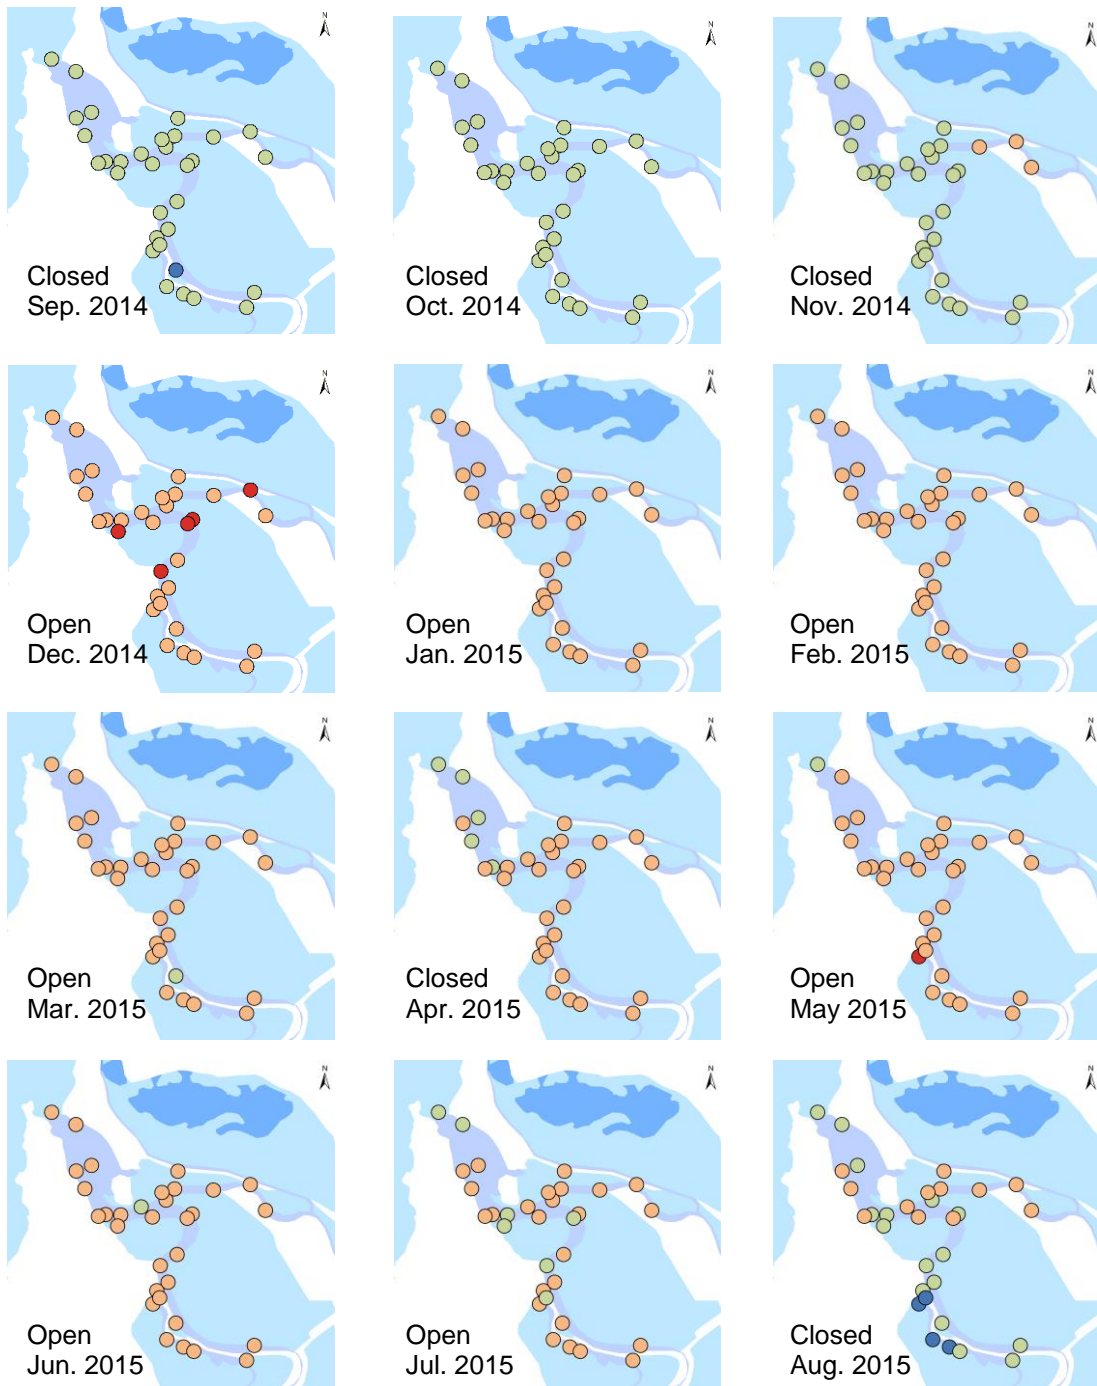 N
N
N
Closed
Sep. 2014
Closed
Oct. 2014
Closed
Nov. 2014
N
N
N
Open
Dec. 2014
Open
Jan. 2015
Open
Feb. 2015
N
N
N
Open
Mar. 2015
Closed
Apr. 2015
Open
May 2015
N
N
N
Open
Jun. 2015
Open
Jul. 2015
Closed
Aug. 2015